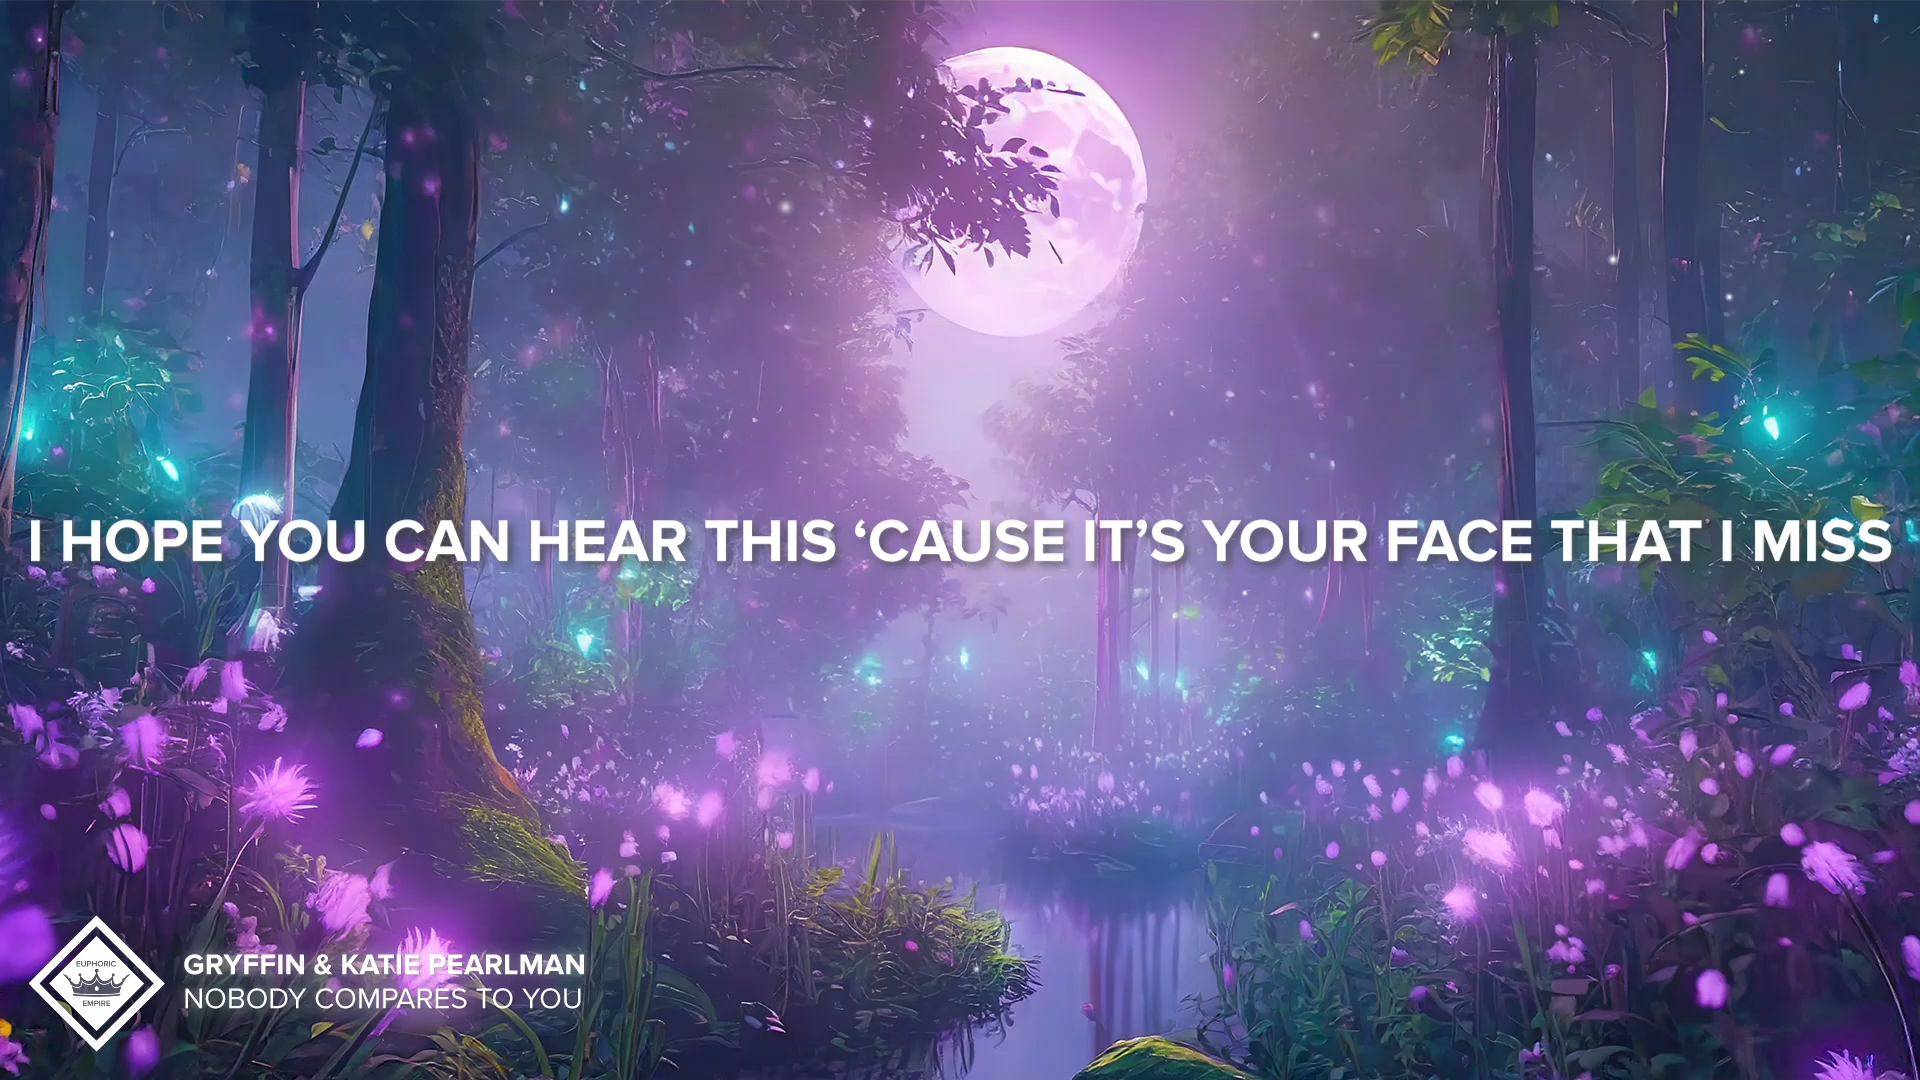 I HOPE YOU CAN HEAR THIS ‘CAUSE IT’S YOUR FACE THAT I MISS
EUPHORIC
EMPIRE
GRYFFIN & KATIE PEARLMAN
NOBODY COMPARES TO YOU